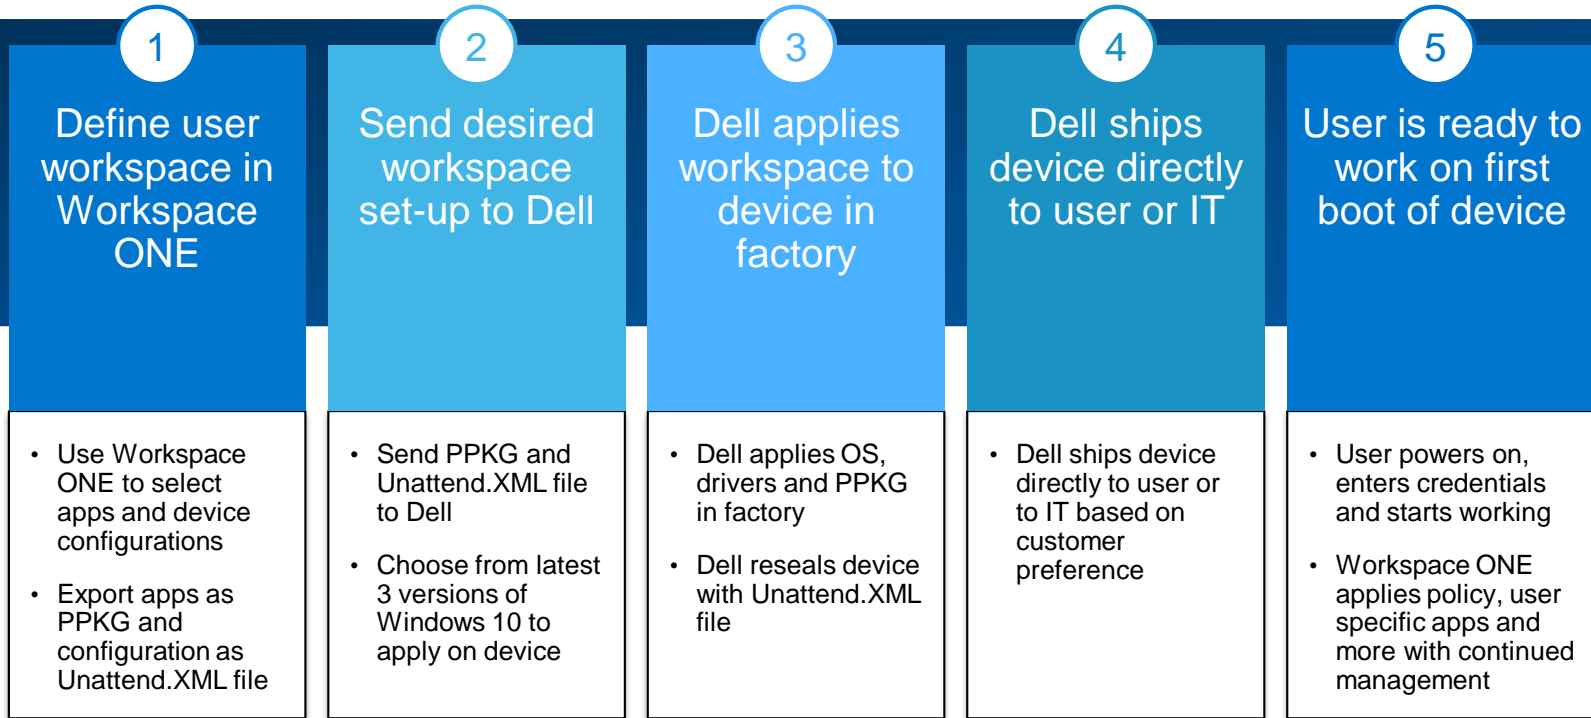 1
Define user
workspace in
Workspace
ONE
• Use Workspace
ONE to select
apps and device
configurations
• Export apps as
PPKG and
configuration as
Unattend.XML file
2
Send desired
workspace
set-up to Dell
• Send PPKG and
Unattend.XML file
to Dell
• Choose from latest
3 versions of
Windows 10 to
apply on device
3
Dell applies
workspace to
device in
factory
• Dell applies OS,
drivers and PPKG
in factory
• Dell reseals device
with Unattend.XML
file
4
Dell ships
device directly
to user or IT
• Dell ships device
directly to user or
to IT based on
customer
preference
5
User is ready to
work on first
boot of device
• User powers on,
enters credentials
and starts working
• Workspace ONE
applies policy, user
specific apps and
more with continued
management